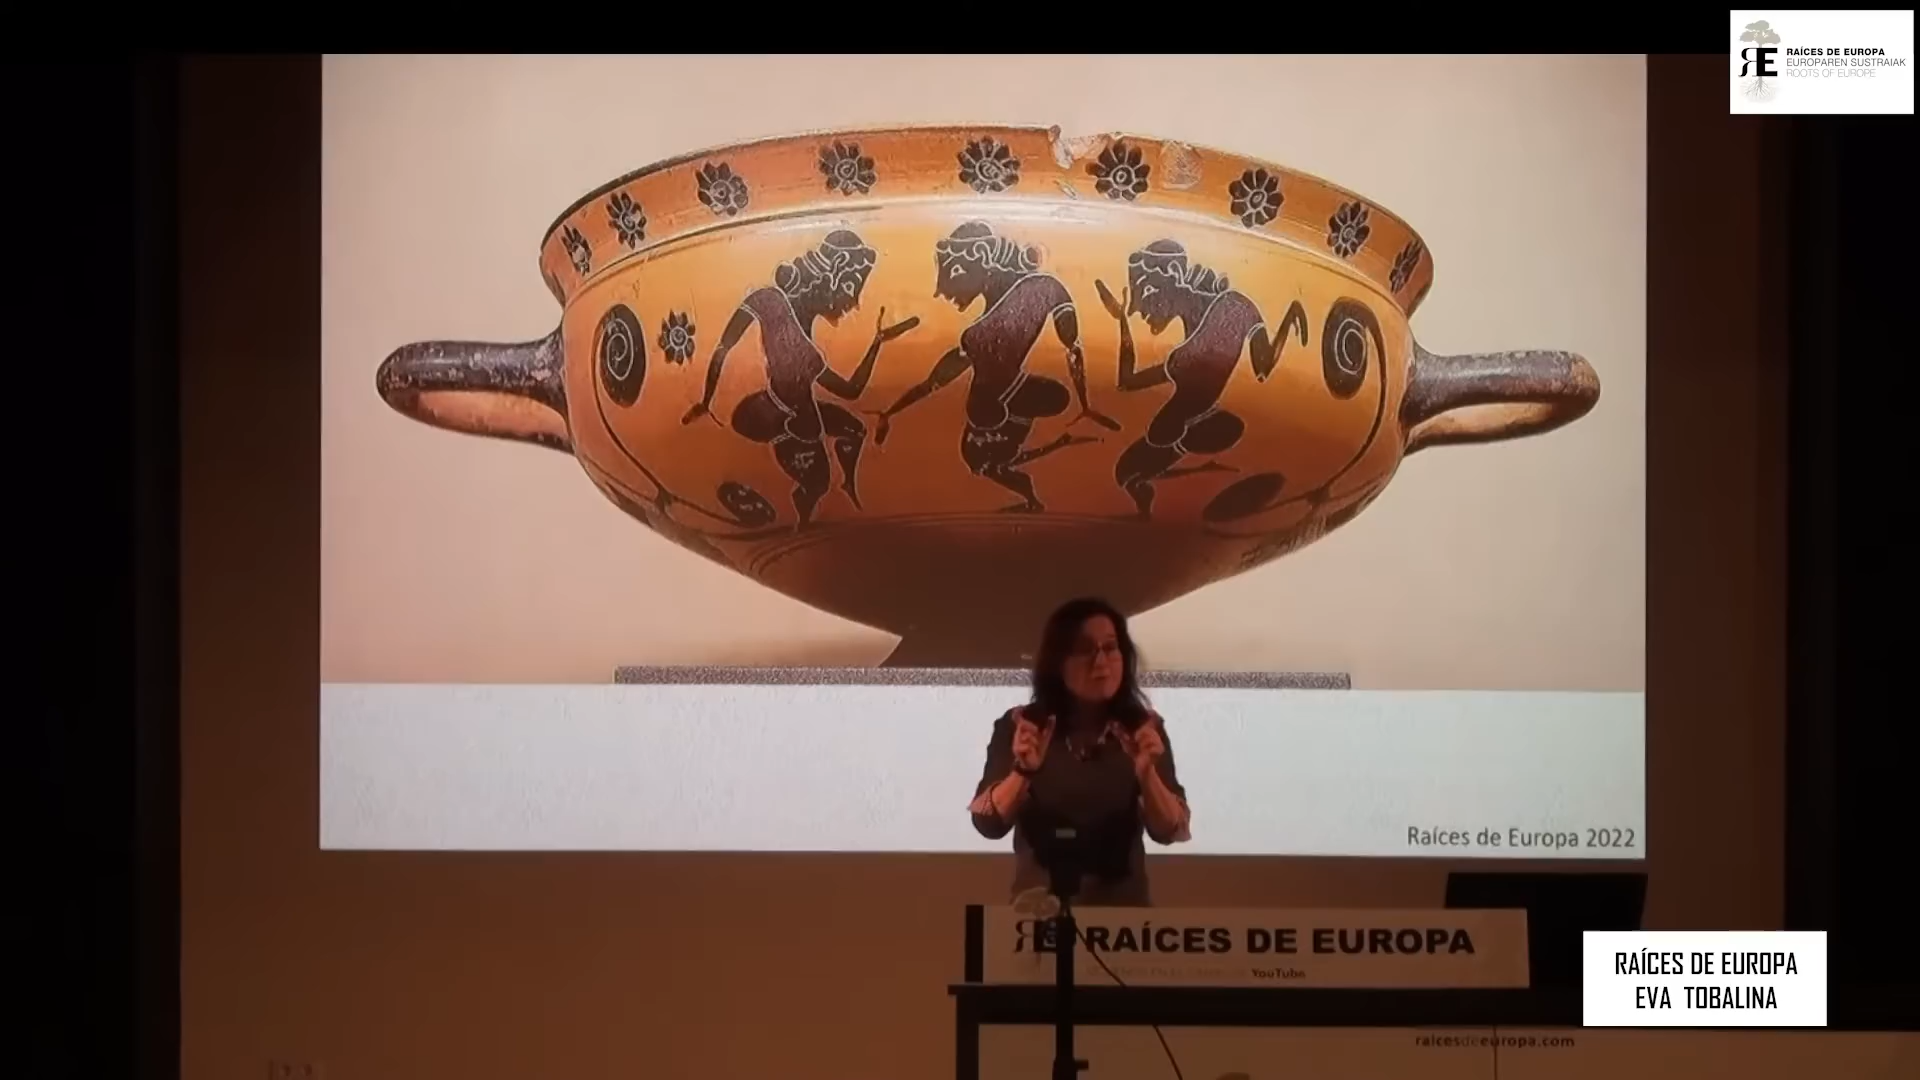 RAÍCES DE EUROPA
EUROPAREN SUSTRAIAK
ROOTS OF EUROPE
Raíces de Europa 2022
RAÍCES DE EUROPA
YouTube
RAÍCES DE EUROPA
EVA TOBALINA
raicesdeeuropa.com